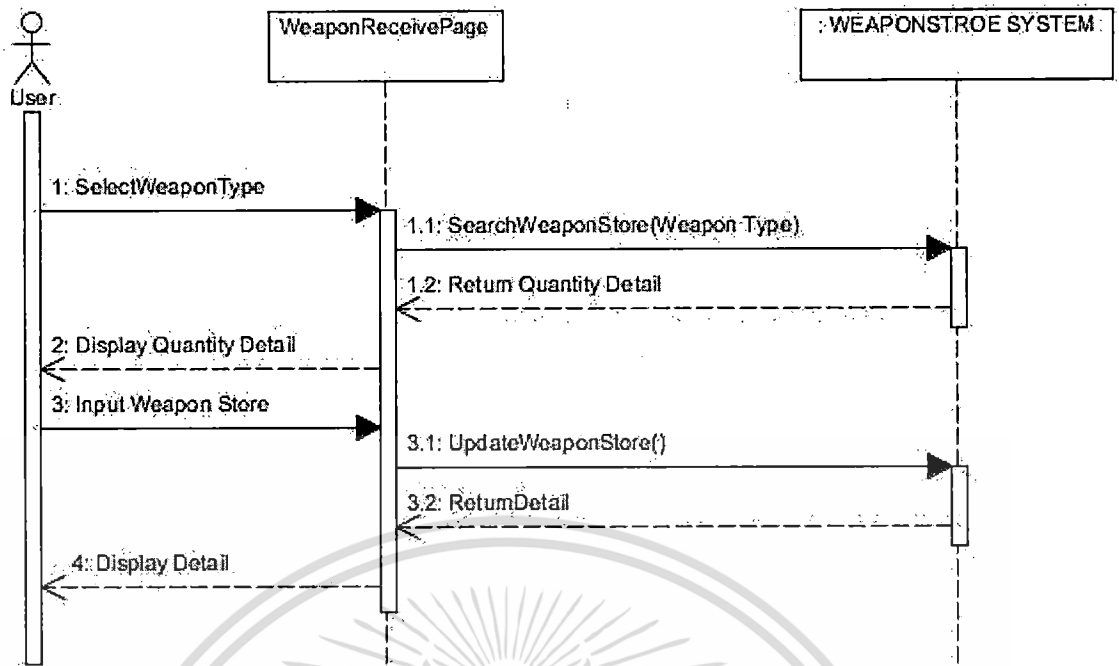 WeaponReceivePage
: WEAPONSTROE SYSTEM
User
1: SelectWeaponType
1.1: SearchWeaponStore(Weapon Type)
1.2: Return Quantity Detail
2: Display Quantity Detail
3: Input Weapon Store
3.1: UpdateWeaponStore()
3.2: ReturnDetail
4: Display Detail